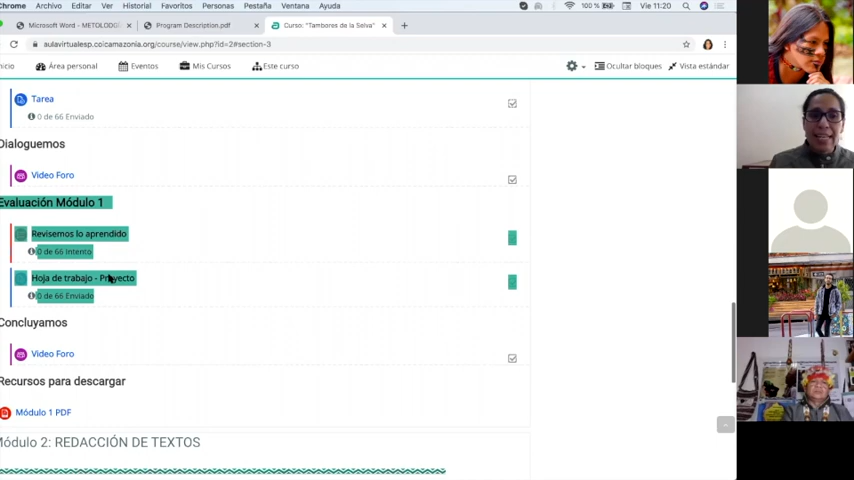 Chrome Archivo Editar Ver Historial Favoritos Personas Pestaña Ventana Ayuda 100 % Vie 11:20
Microsoft Word - METOLODGÍ Program Description.pdf Curso: "Tambores de la Selva"
aulavirtualesp.coicamazonia.org/course/view.php?id=2#section-3
nicio Área personal Eventos Mis Cursos Este curso Ocultar bloques Vista estándar
Tarea
0 de 66 Enviado
Dialoguemos
Video Foro
Evaluación Módulo 1
Revisemos lo aprendido
0 de 66 Intento
Hoja de trabajo - Proyecto
0 de 66 Enviado
Concluyamos
Video Foro
Recursos para descargar
Módulo 1 PDF
Módulo 2: REDACCIÓN DE TEXTOS